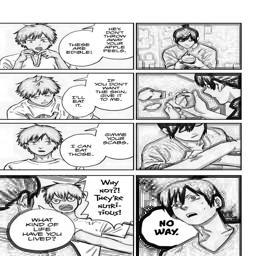 HEY,
DON'T
THROW
AWAY
YOUR
APPLE
PEELS.
THESE
ARE
EDIBLE!
IF YOU
DON'T WANT
THE SKIN,
GIVE IT
TO ME.
I'LL
EAT
IT.
GIMME
YOUR
SCABS.
I CAN
EAT
THOSE.
WHY
NOT?!
THEY'RE
NUTRI-
TIOUS!
WHAT
KIND OF
LIFE
HAVE YOU
LIVED?
NO
WAY.